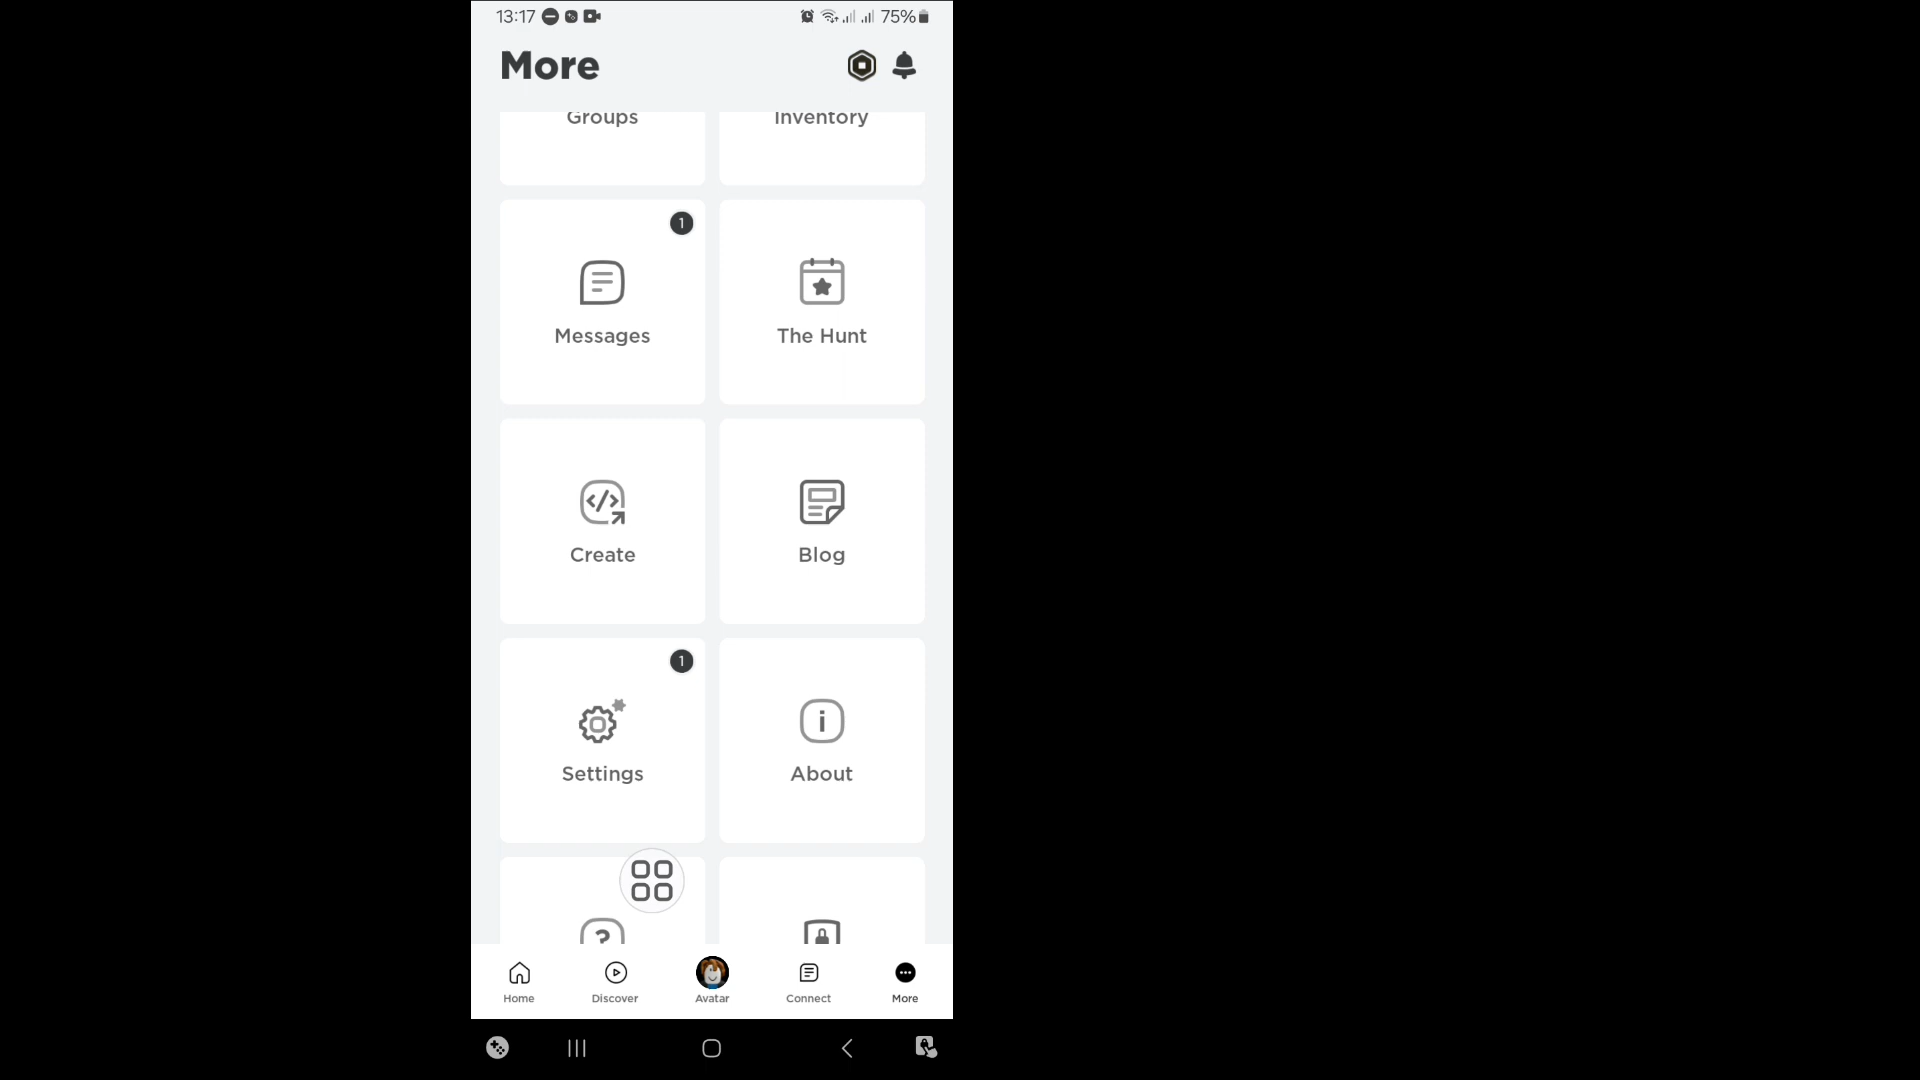 13:17
75%
More
Groups
Inventory
1
Messages
The Hunt
Create
Blog
1
Settings
About
Home
Discover
Avatar
Connect
More